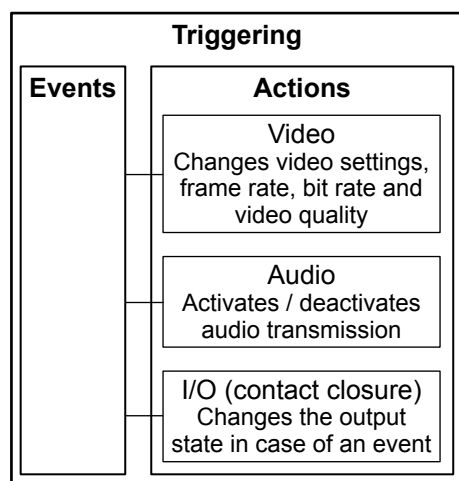 Triggering
Events
Actions
Video
Changes video settings,
frame rate, bit rate and
video quality
Audio
Activates / deactivates
audio transmission
I/O (contact closure)
Changes the output
state in case of an event